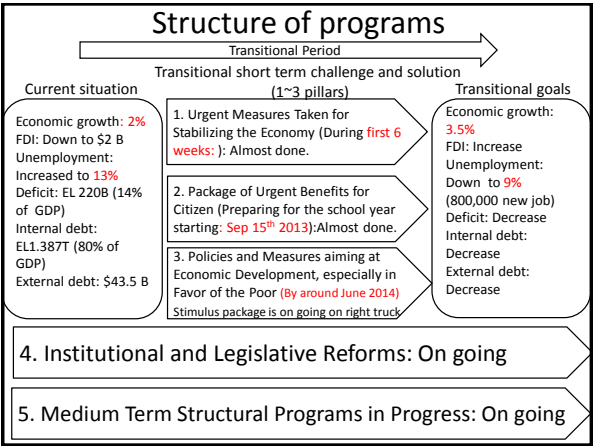 Structure of programs
Transitional Period
Transitional short term challenge and solution
(1~3 pillars)
Current situation
Economic growth: 2%
FDI: Down to $2 B
Unemployment:
Increased to 13%
Deficit: EL 220B (14%
of GDP)
Internal debt:
EL1.387T (80% of
GDP)
External debt: $43.5 B
1. Urgent Measures Taken for
Stabilizing the Economy (During first 6
weeks: ): Almost done.
2. Package of Urgent Benefits for
Citizen (Preparing for the school year
starting: Sep 15th 2013):Almost done.
3. Policies and Measures aiming at
Economic Development, especially in
Favor of the Poor (By around June 2014)
Stimulus package is on going on right truck
Transitional goals
Economic growth:
3.5%
FDI: Increase
Unemployment:
Down to 9%
(800,000 new job)
Deficit: Decrease
Internal debt:
Decrease
External debt:
Decrease
4. Institutional and Legislative Reforms: On going
5. Medium Term Structural Programs in Progress: On going